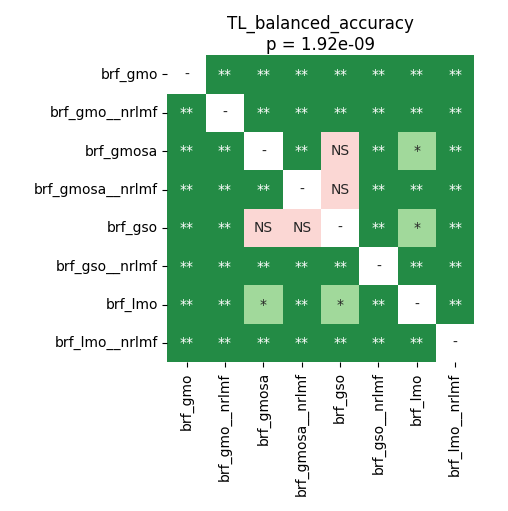 TL_balanced_accuracy
p = 1.92e-09
brf_gmo - ** ** ** ** ** ** **
brf_gmo__nrlmf ** - ** ** ** ** ** **
brf_gmosa ** ** - ** NS ** * **
brf_gmosa__nrlmf ** ** ** - NS ** ** **
brf_gso ** ** NS NS - ** * **
brf_gso__nrlmf ** ** ** ** ** - ** **
brf_lmo ** ** * ** * ** - **
brf_lmo__nrlmf ** ** ** ** ** ** ** -
brf_gmo
brf_gmo__nrlmf
brf_gmosa
brf_gmosa__nrlmf
brf_gso
brf_gso__nrlmf
brf_lmo
brf_lmo__nrlmf